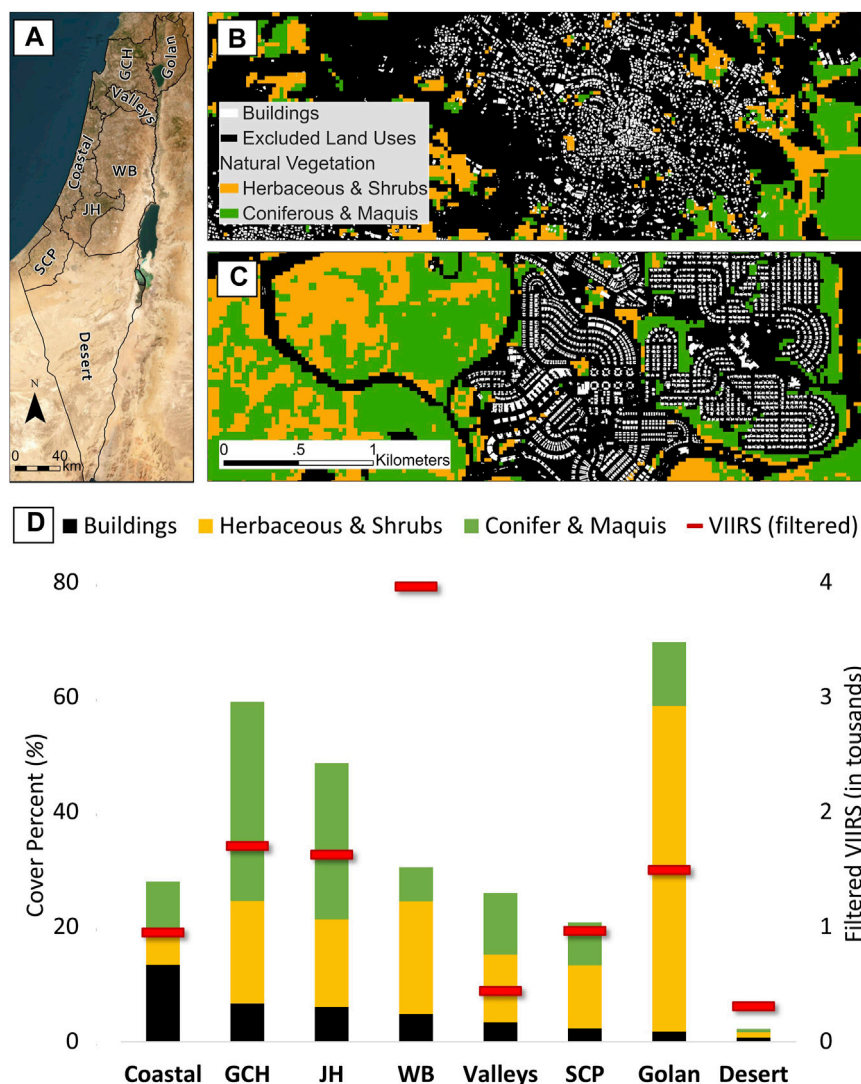 A
GCH
Golan
Valleys
Coastal
WB
JH
SCP
Desert
N
0 40
km
B
Buildings
Excluded Land Uses
Natural Vegetation
Herbaceous & Shrubs
Coniferous & Maquis
C
0 .5 1
Kilometers
D Buildings Herbaceous & Shrubs Conifer & Maquis VIIRS (filtered)
Cover Percent (%)
80
60
40
20
0
4
3
2
1
0
Filtered VIIRS (in tousands)
Coastal GCH JH WB Valleys SCP Golan Desert